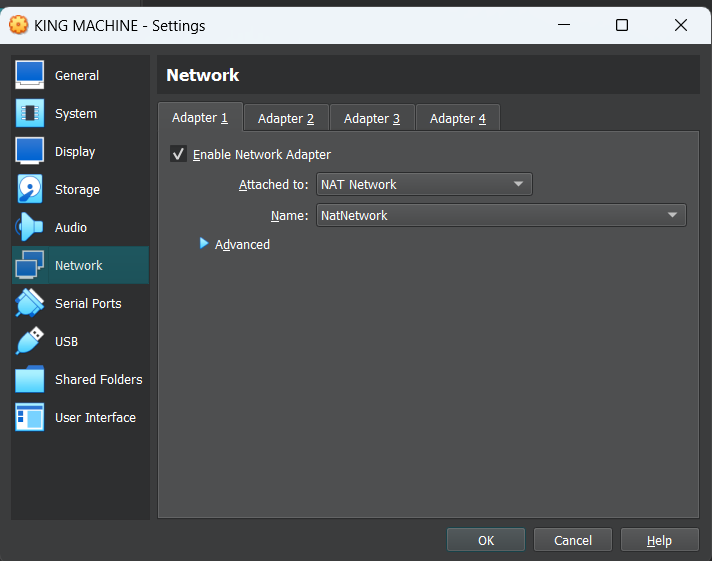 KING MACHINE - Settings
General
System
Display
Storage
Audio
Network
Serial Ports
USB
Shared Folders
User Interface
Network
Adapter 1 Adapter 2 Adapter 3 Adapter 4
Enable Network Adapter
Attached to: NAT Network
Name: NatNetwork
Advanced
OK Cancel Help